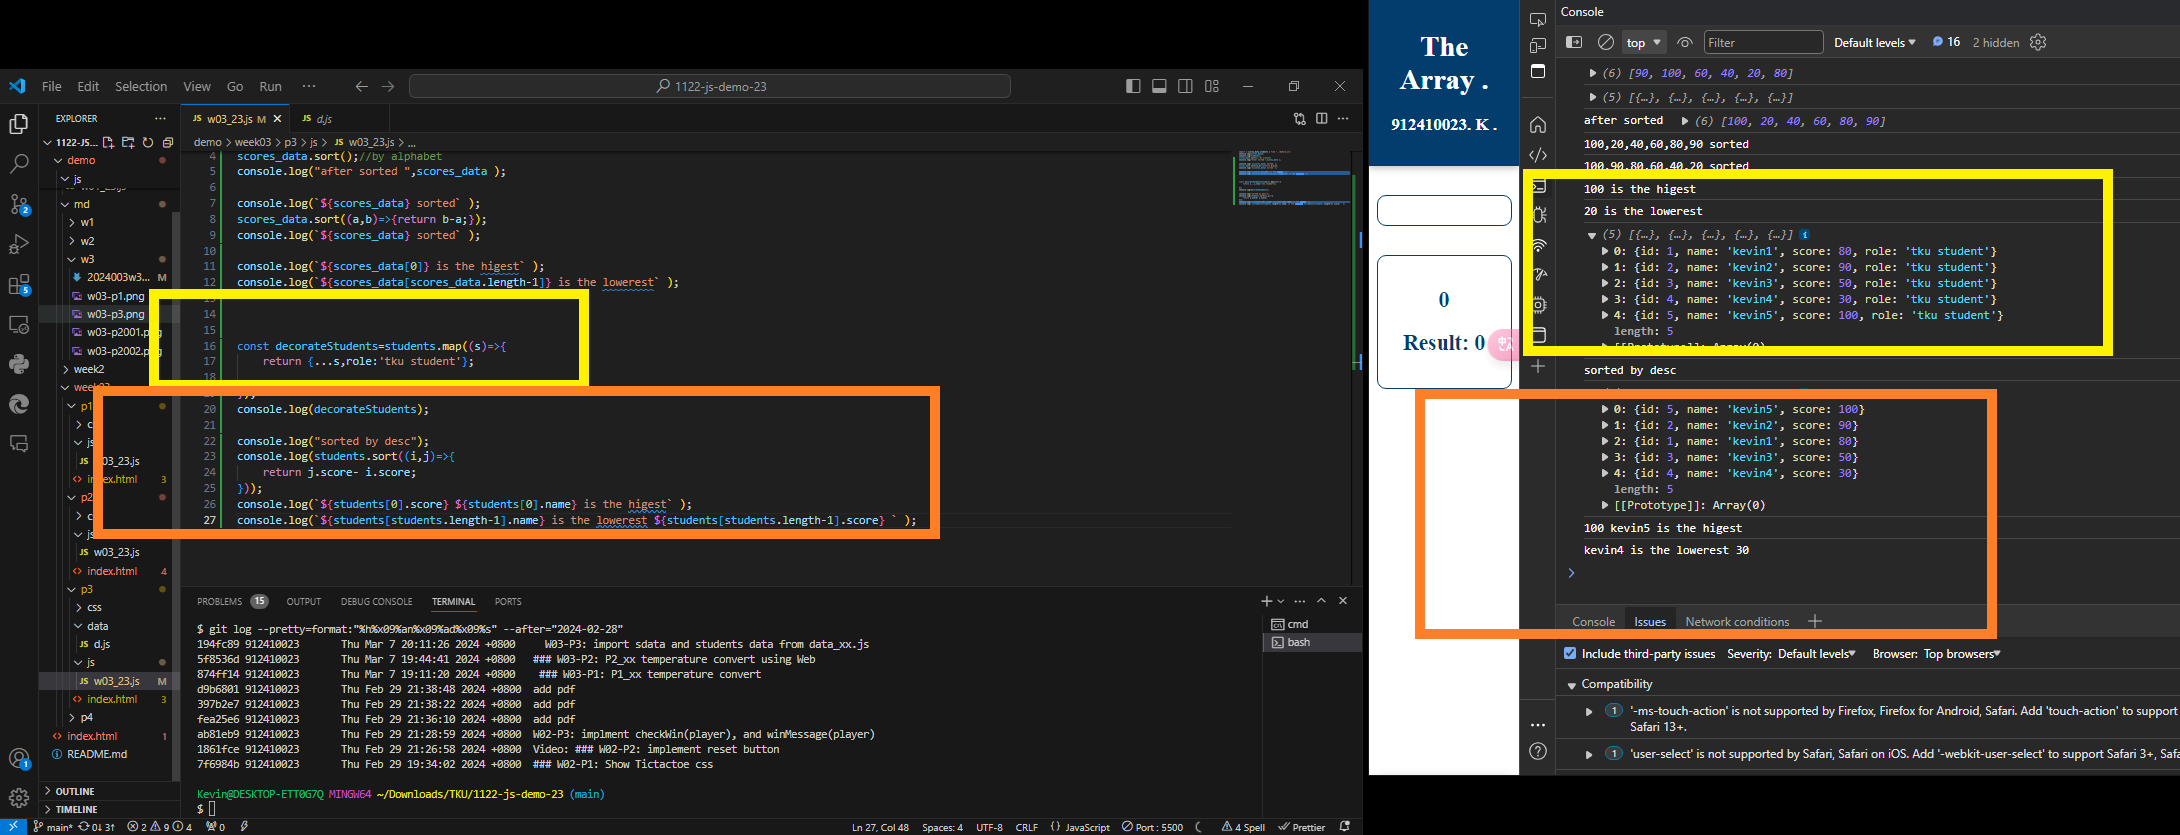 File Edit Selection View Go Run ···
1122-js-demo-23
EXPLORER ···
1122-J5...
demo
js
w01_23.js
md
w1
w2
w3
2024003w3... M
w03-p1.png
w03-p3.png
w03-p2001.png
w03-p2002.png
week2
w03_23.js
index.html 3
w03_23.js
index.html 4
p3
css
data
d.js
js
w03_23.js M
index.html 3
p4
index.html 1
README.md
OUTLINE
TIMELINE
w03_23.js M
d.js
demo > week03 > p3 > js > w03_23.js > ...
4 scores_data.sort();//by alphabet
5 console.log("after sorted ",scores_data );
6
7 console.log(`${scores_data} sorted` );
8 scores_data.sort((a,b)=>{return b-a;});
9 console.log(`${scores_data} sorted` );
10
11 console.log(`${scores_data[0]} is the higest` );
12 console.log(`${scores_data[scores_data.length-1]} is the lowerest` );
14
15
16 const decorateStudents=students.map((s)=>{
17 return {...s,role:'tku student'};
18
20 console.log(decorateStudents);
21
22 console.log("sorted by desc");
23 console.log(students.sort((i,j)=>{
24 return j.score- i.score;
25 }));
26 console.log(`${students[0].score} ${students[0].name} is the higest` );
27 console.log(`${students[students.length-1].name} is the lowerest ${students[students.length-1].score} ` );
PROBLEMS 15 OUTPUT DEBUG CONSOLE TERMINAL PORTS
cmd
bash
$ git log --pretty=format:"%h%x09%an%x09%ad%x09%s" --after="2024-02-28"
194fc89 912410023 Thu Mar 7 20:11:26 2024 +0800 W03-P3: import sdata and students data from data_xx.js
5f8536d 912410023 Thu Mar 7 19:44:41 2024 +0800 ### W03-P2: P2_xx temperature convert using Web
874ff14 912410023 Thu Mar 7 19:11:20 2024 +0800 ### W03-P1: P1_xx temperature convert
d9b6801 912410023 Thu Feb 29 21:38:48 2024 +0800 add pdf
397b2e6 912410023 Thu Feb 29 21:38:22 2024 +0800 add pdf
fea25e6 912410023 Thu Feb 29 21:36:10 2024 +0800 add pdf
ab81eb9 912410023 Thu Feb 29 21:28:59 2024 +0800 W02-P3: implment checkWin(player), and winMessage(player)
1861fce 912410023 Thu Feb 29 21:26:58 2024 +0800 Video: ### W02-P2: implement reset button
7f6984b 912410023 Thu Feb 29 19:34:02 2024 +0800 ### W02-P1: Show Tictactoe css
Kevin@DESKTOP-ETT0G7Q MINGW64 ~/Downloads/TKU/1122-js-demo-23 (main)
$
main* 0↓ 3↑ 2 9 4 0
Ln 27, Col 48 Spaces: 4 UTF-8 CRLF JavaScript Port : 5500 4 Spell Prettier
The
Array .
912410023. K .
0
Result: 0
Console
top Filter Default levels 16 2 hidden
(6) [90, 100, 60, 40, 20, 80]
(5) [{…}, {…}, {…}, {…}, {…}]
after sorted (6) [100, 20, 40, 60, 80, 90]
100,20,40,60,80,90 sorted
100,90,80,60,40,20 sorted
100 is the higest
20 is the lowerest
(5) [{…}, {…}, {…}, {…}, {…}]
0: {id: 1, name: 'kevin1', score: 80, role: 'tku student'}
1: {id: 2, name: 'kevin2', score: 90, role: 'tku student'}
2: {id: 3, name: 'kevin3', score: 50, role: 'tku student'}
3: {id: 4, name: 'kevin4', score: 30, role: 'tku student'}
4: {id: 5, name: 'kevin5', score: 100, role: 'tku student'}
length: 5
[[Prototype]]: Array(0)
sorted by desc
0: {id: 5, name: 'kevin5', score: 100}
1: {id: 2, name: 'kevin2', score: 90}
2: {id: 1, name: 'kevin1', score: 80}
3: {id: 3, name: 'kevin3', score: 50}
4: {id: 4, name: 'kevin4', score: 30}
length: 5
[[Prototype]]: Array(0)
100 kevin5 is the higest
kevin4 is the lowerest 30
Console Issues Network conditions
Include third-party issues Severity: Default levels Browser: Top browsers
Compatibility
1 '-ms-touch-action' is not supported by Firefox, Firefox for Android, Safari. Add 'touch-action' to support
Safari 13+.
1 'user-select' is not supported by Safari, Safari on iOS. Add '-webkit-user-select' to support Safari 3+, Safa